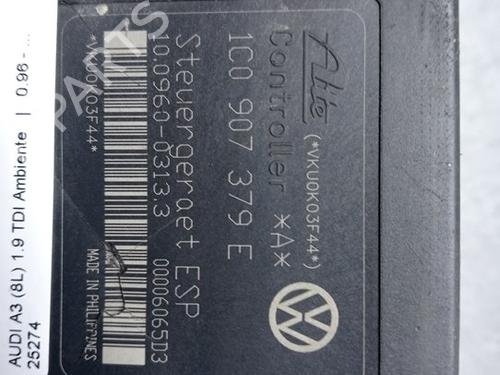 Ate
(*VKU0K03F44*)
Controller *A*
1C0 907 379 E
Steuergeraet ESP
10.0960-0313.3
00006065D3
*VKU0K03F44*
MADE IN PHILIPPINES
PARTS
AUDI A3 (8L) 1.9 TDI Ambiente | 0.96 - ...
25274